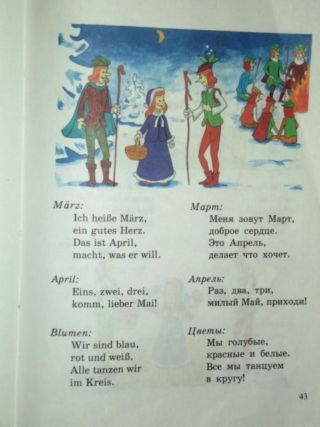 März:
Ich heiße März,
ein gutes Herz.
Das ist April,
macht, was er will.
April:
Eins, zwei, drei,
komm, lieber Mai!
Blumen:
Wir sind blau,
rot und weiß.
Alle tanzen wir
im Kreis.
Март:
Меня зовут Март,
доброе сердце.
Это Апрель,
делает что хочет.
Апрель:
Раз, два, три,
милый Май, приходи!
Цветы:
Мы голубые,
красные и белые.
Все мы танцуем
в кругу!
43